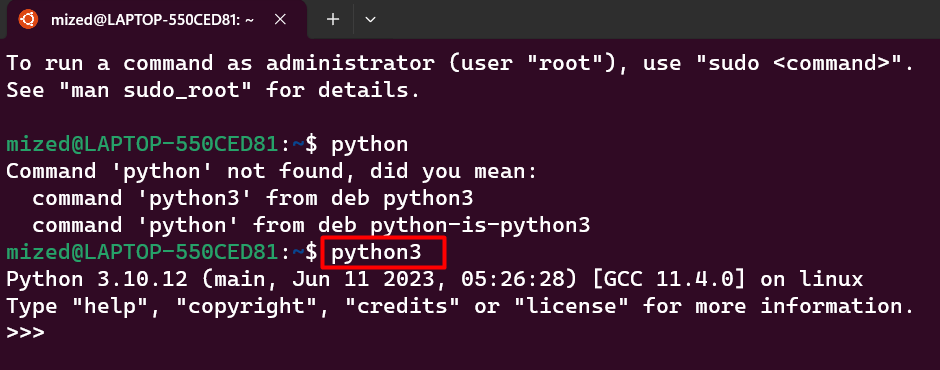 mized@LAPTOP-550CED81: ~
To run a command as administrator (user "root"), use "sudo <command>".
See "man sudo_root" for details.
mized@LAPTOP-550CED81:~$ python
Command 'python' not found, did you mean:
  command 'python3' from deb python3
  command 'python' from deb python-is-python3
mized@LAPTOP-550CED81:~$ python3
Python 3.10.12 (main, Jun 11 2023, 05:26:28) [GCC 11.4.0] on linux
Type "help", "copyright", "credits" or "license" for more information.
>>>